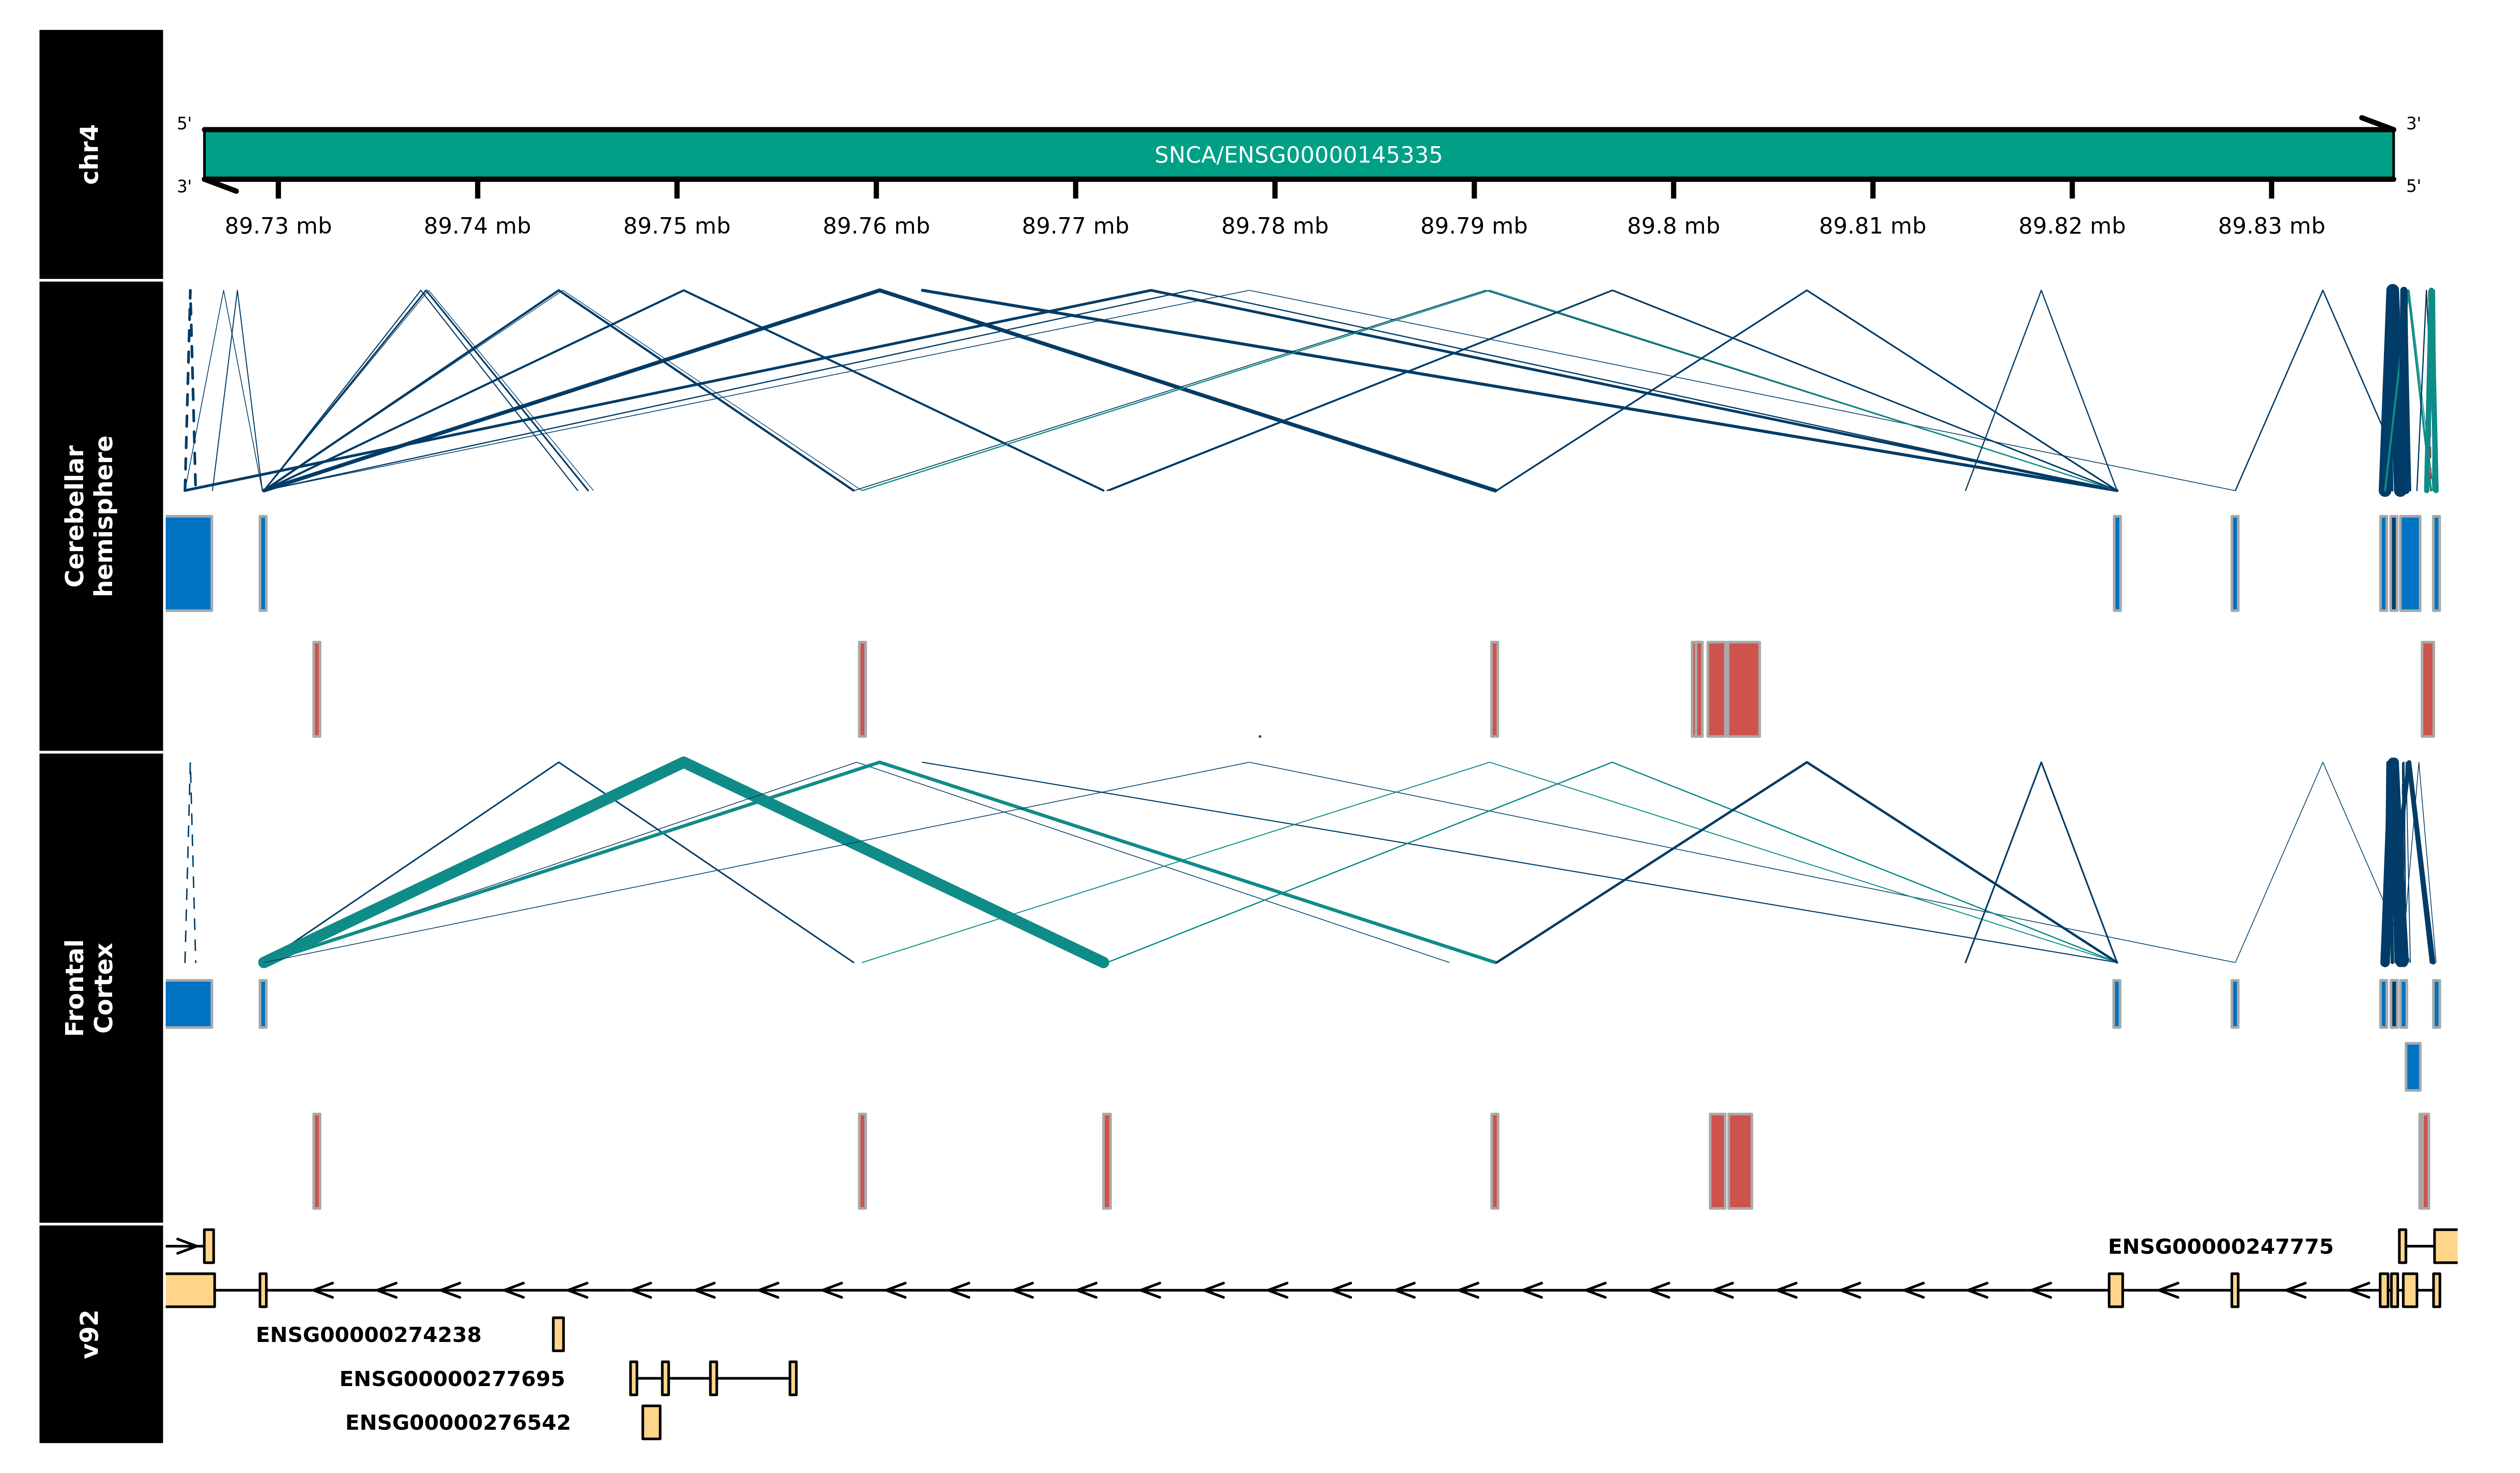 chr4
5'
3'
SNCA/ENSG00000145335
3'
5'
89.73 mb
89.74 mb
89.75 mb
89.76 mb
89.77 mb
89.78 mb
89.79 mb
89.8 mb
89.81 mb
89.82 mb
89.83 mb
Cerebellar
hemisphere
Frontal
Cortex
v92
ENSG00000247775
ENSG00000274238
ENSG00000277695
ENSG00000276542